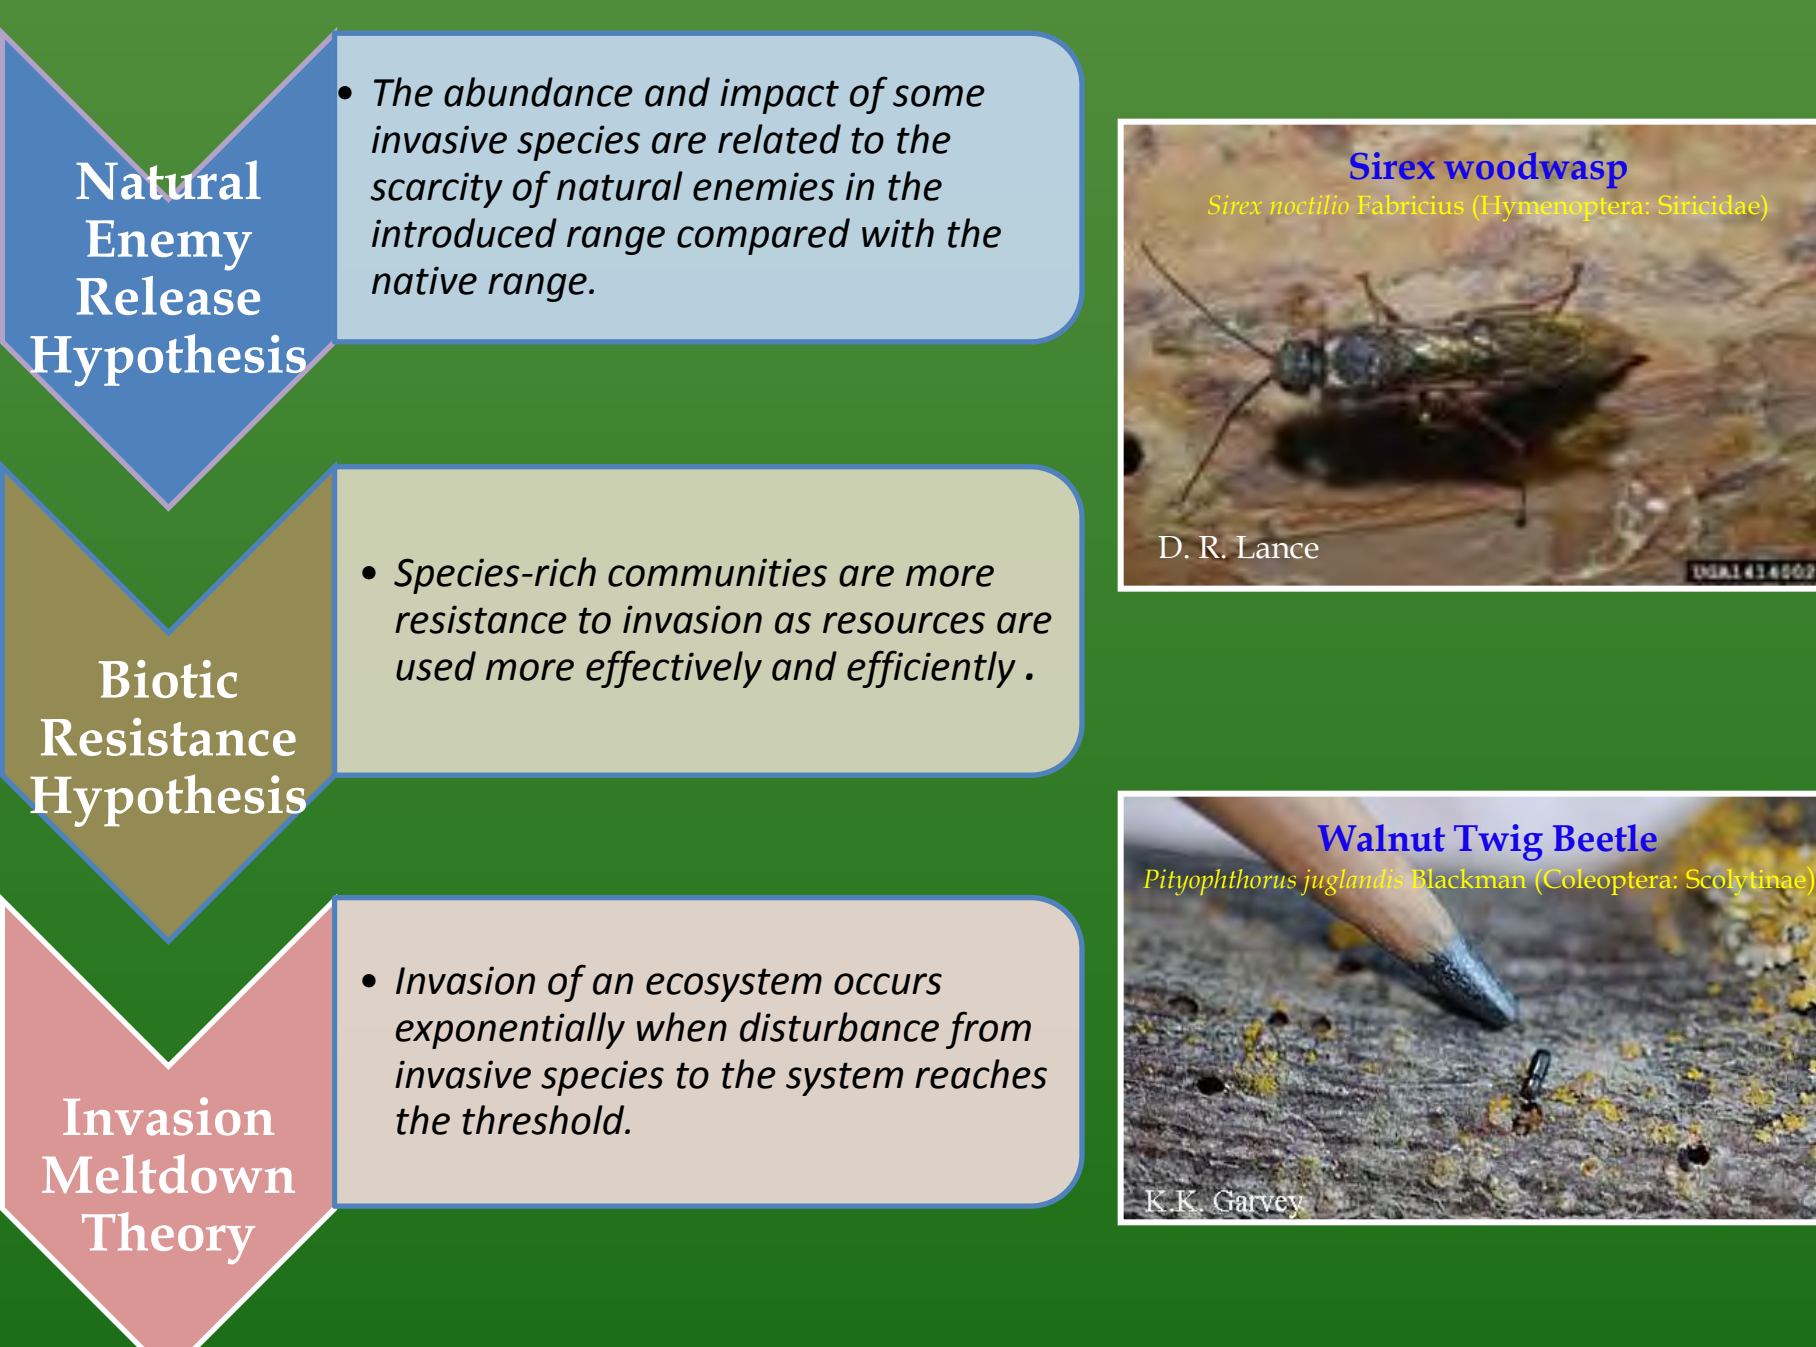 Natural
Enemy
Release
Hypothesis
• The abundance and impact of some
invasive species are related to the
scarcity of natural enemies in the
introduced range compared with the
native range.
Biotic
Resistance
Hypothesis
• Species-rich communities are more
resistance to invasion as resources are
used more effectively and efficiently .
Invasion
Meltdown
Theory
• Invasion of an ecosystem occurs
exponentially when disturbance from
invasive species to the system reaches
the threshold.
Sirex woodwasp
Sirex noctilio Fabricius (Hymenoptera: Siricidae)
D. R. Lance
Walnut Twig Beetle
Pityophthorus juglandis Blackman (Coleoptera: Scolytinae)
K.K. Garvey